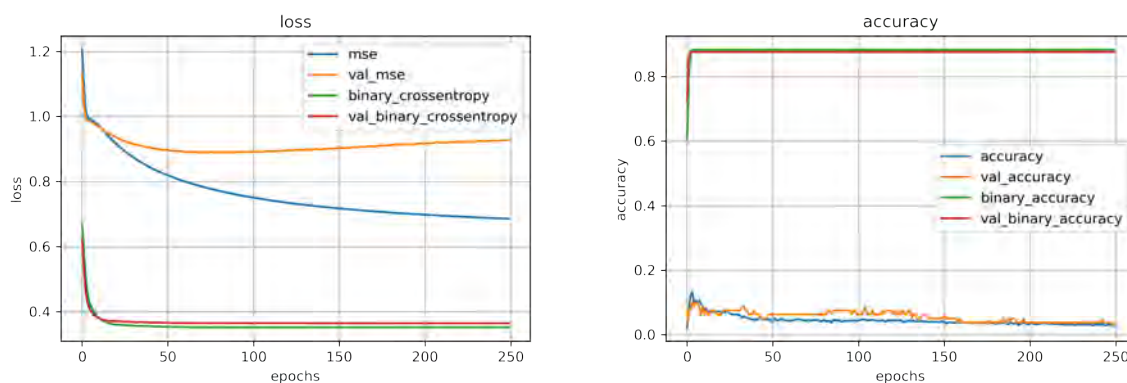 loss
1.2
1.0
0.8
0.6
0.4
loss
mse
val_mse
binary_crossentropy
val_binary_crossentropy
0 50 100 150 200 250
epochs
accuracy
0.8
0.6
0.4
0.2
0.0
accuracy
accuracy
val_accuracy
binary_accuracy
val_binary_accuracy
0 50 100 150 200 250
epochs